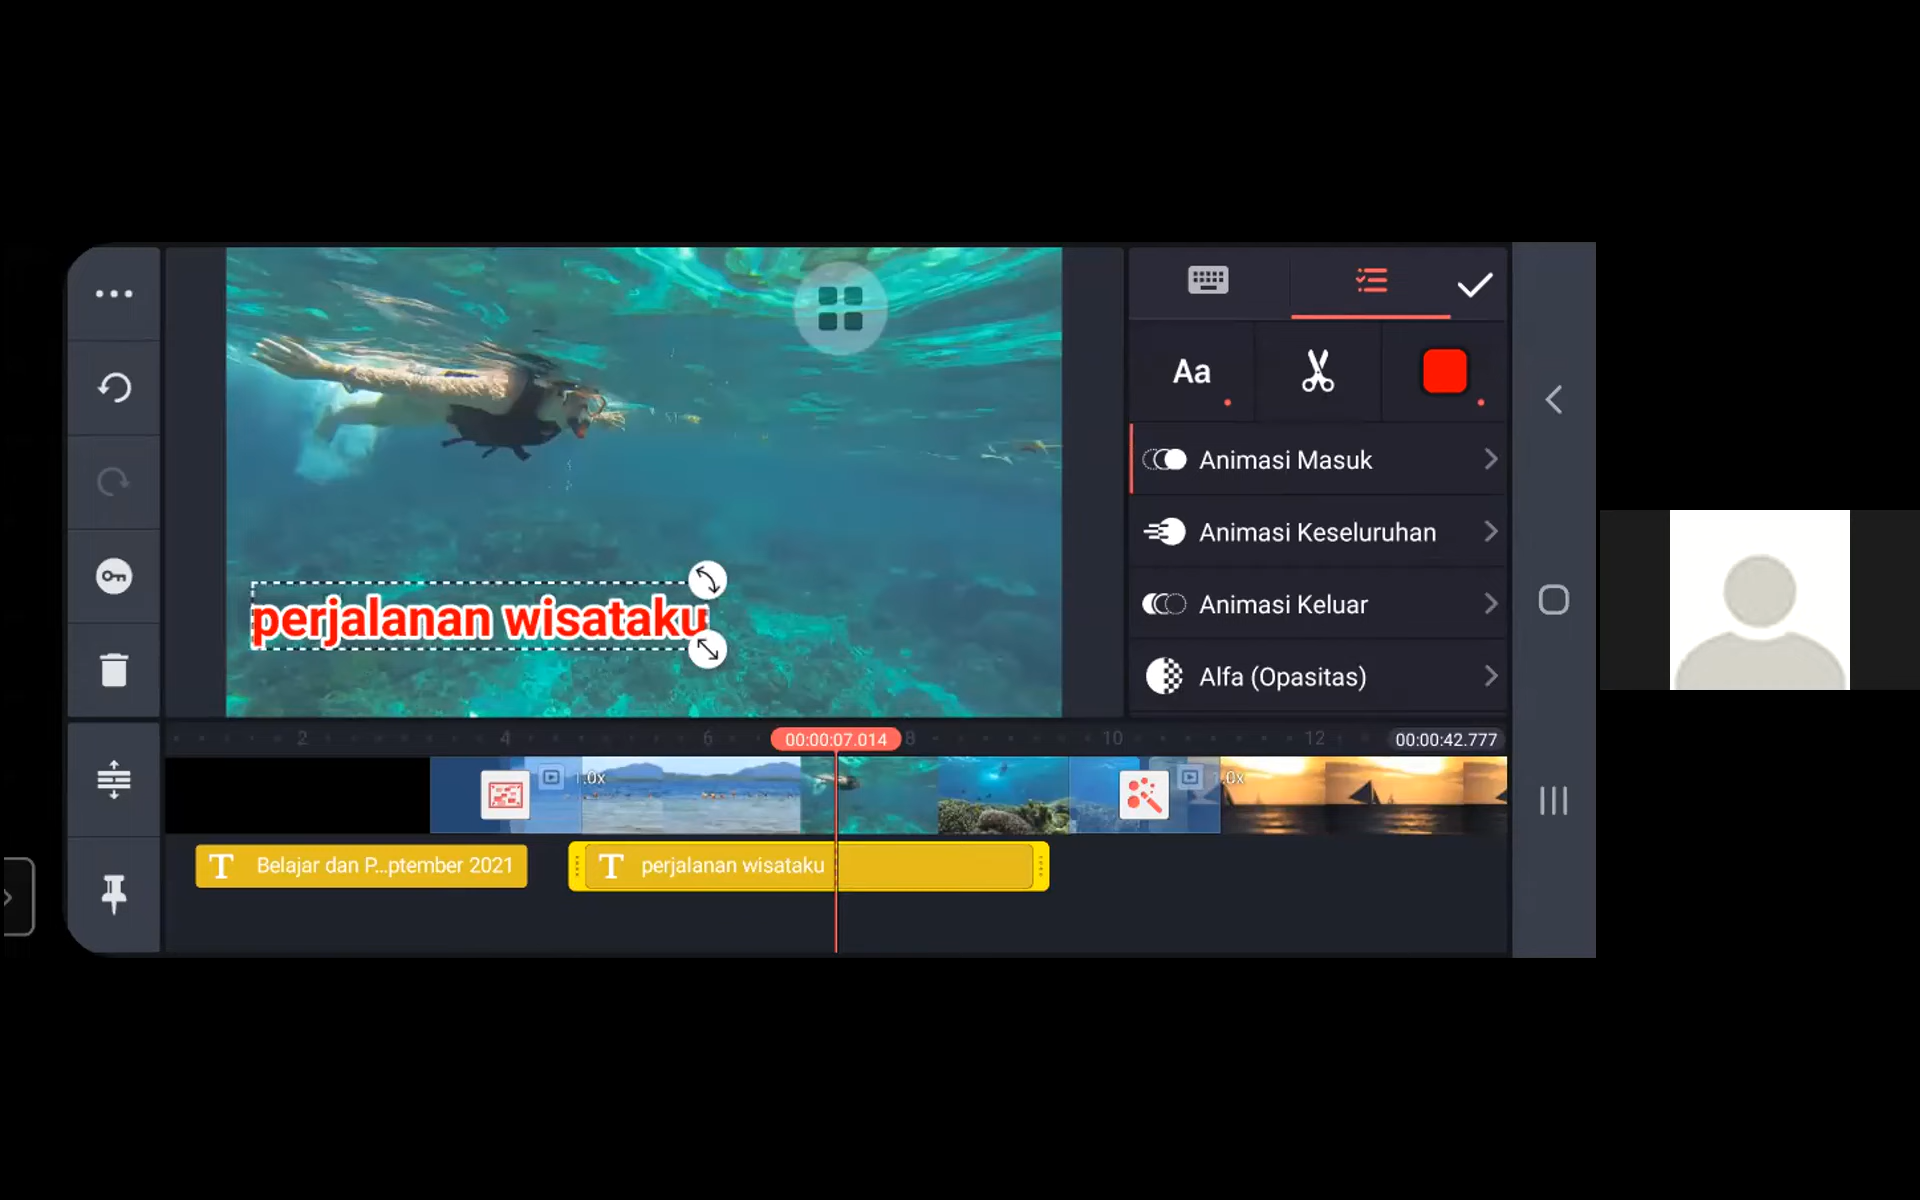 Aa
Animasi Masuk
Animasi Keseluruhan
perjalanan wisataku
Animasi Keluar
Alfa (Opasitas)
2 4 6 00:00:07.014 8 10 12 00:00:42.777
1.0x
.0x
Belajar dan P...ptember 2021
perjalanan wisataku